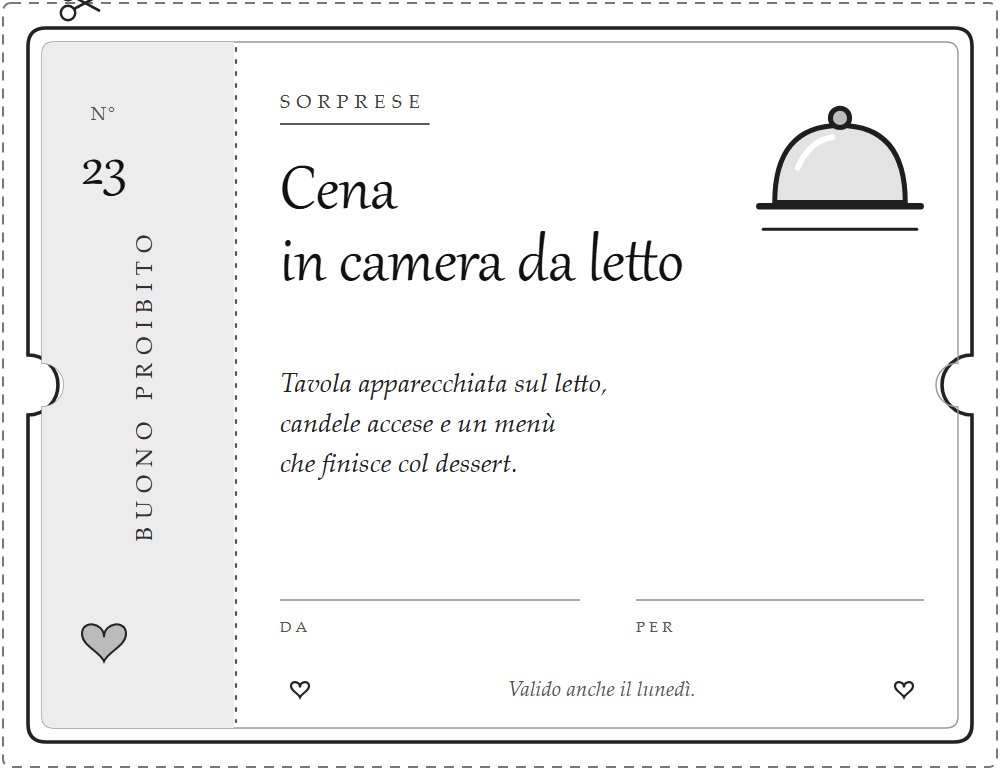 N°
23
BUONO PROIBITO
SORPRESE
Cena
in camera da letto
Tavola apparecchiata sul letto,
candele accese e un menù
che finisce col dessert.
DA
PER
Valido anche il lunedì.